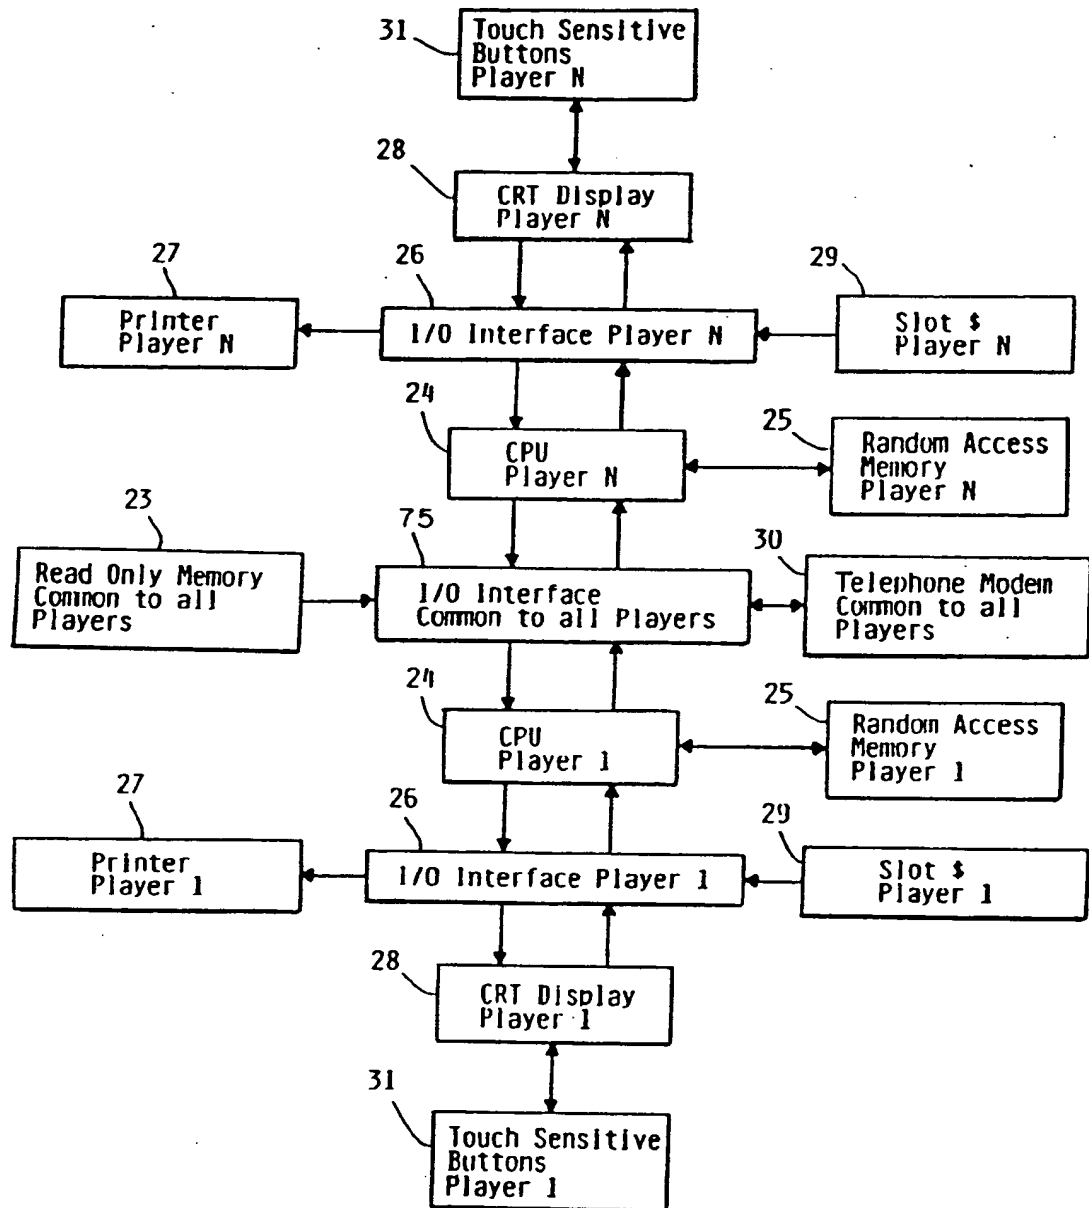 31
Touch Sensitive
Buttons
Player N
28
CRT Display
Player N
27
26
29
Printer
Player N
I/O Interface Player N
Slot $
Player N
24
25
CPU
Player N
Random Access
Memory
Player N
23
75
30
Read Only Memory
Common to all
Players
I/O Interface
Common to all Players
Telephone Modem
Common to all
Players
24
25
CPU
Player 1
Random Access
Memory
Player 1
27
26
29
Printer
Player 1
I/O Interface Player 1
Slot $
Player 1
28
CRT Display
Player 1
31
Touch Sensitive
Buttons
Player 1